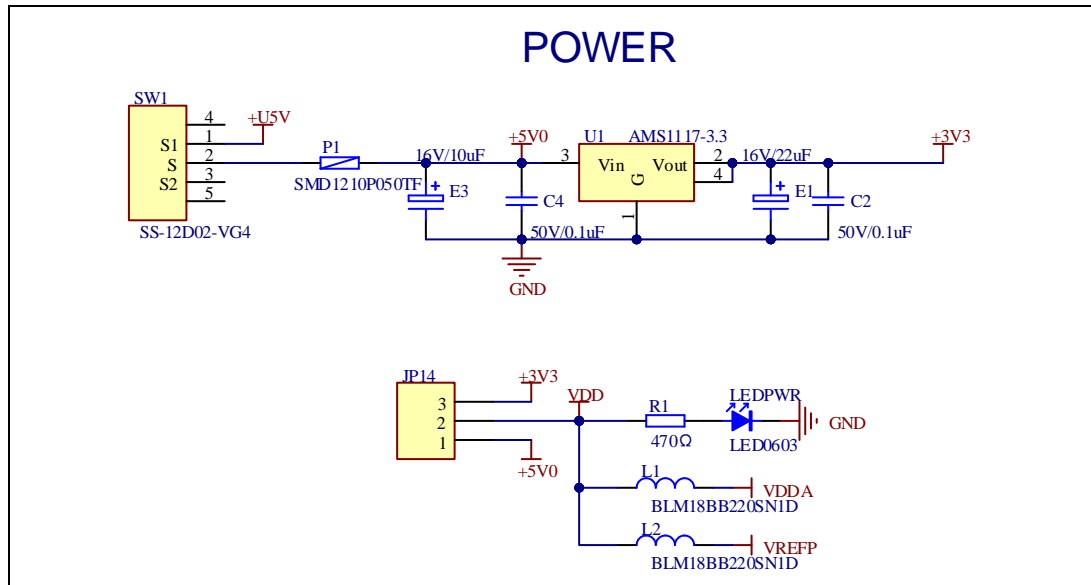 POWER
SW1
4
+U5V
S1 1
S 2
S2 3
5
SS-12D02-VG4
P1
SMD1210P050TF
16V/10uF
E3
+5V0
C4
50V/0.1uF
GND
U1 AMS1117-3.3
3 Vin Vout 2
4
G
1
16V/22uF
E1
C2
50V/0.1uF
+3V3
JP14
3
2
1
+3V3
+5V0
VDD
R1
470Ω
LEDPWR
LED0603
GND
L1
BLM18BB220SN1D
VDDA
L2
BLM18BB220SN1D
VREFP